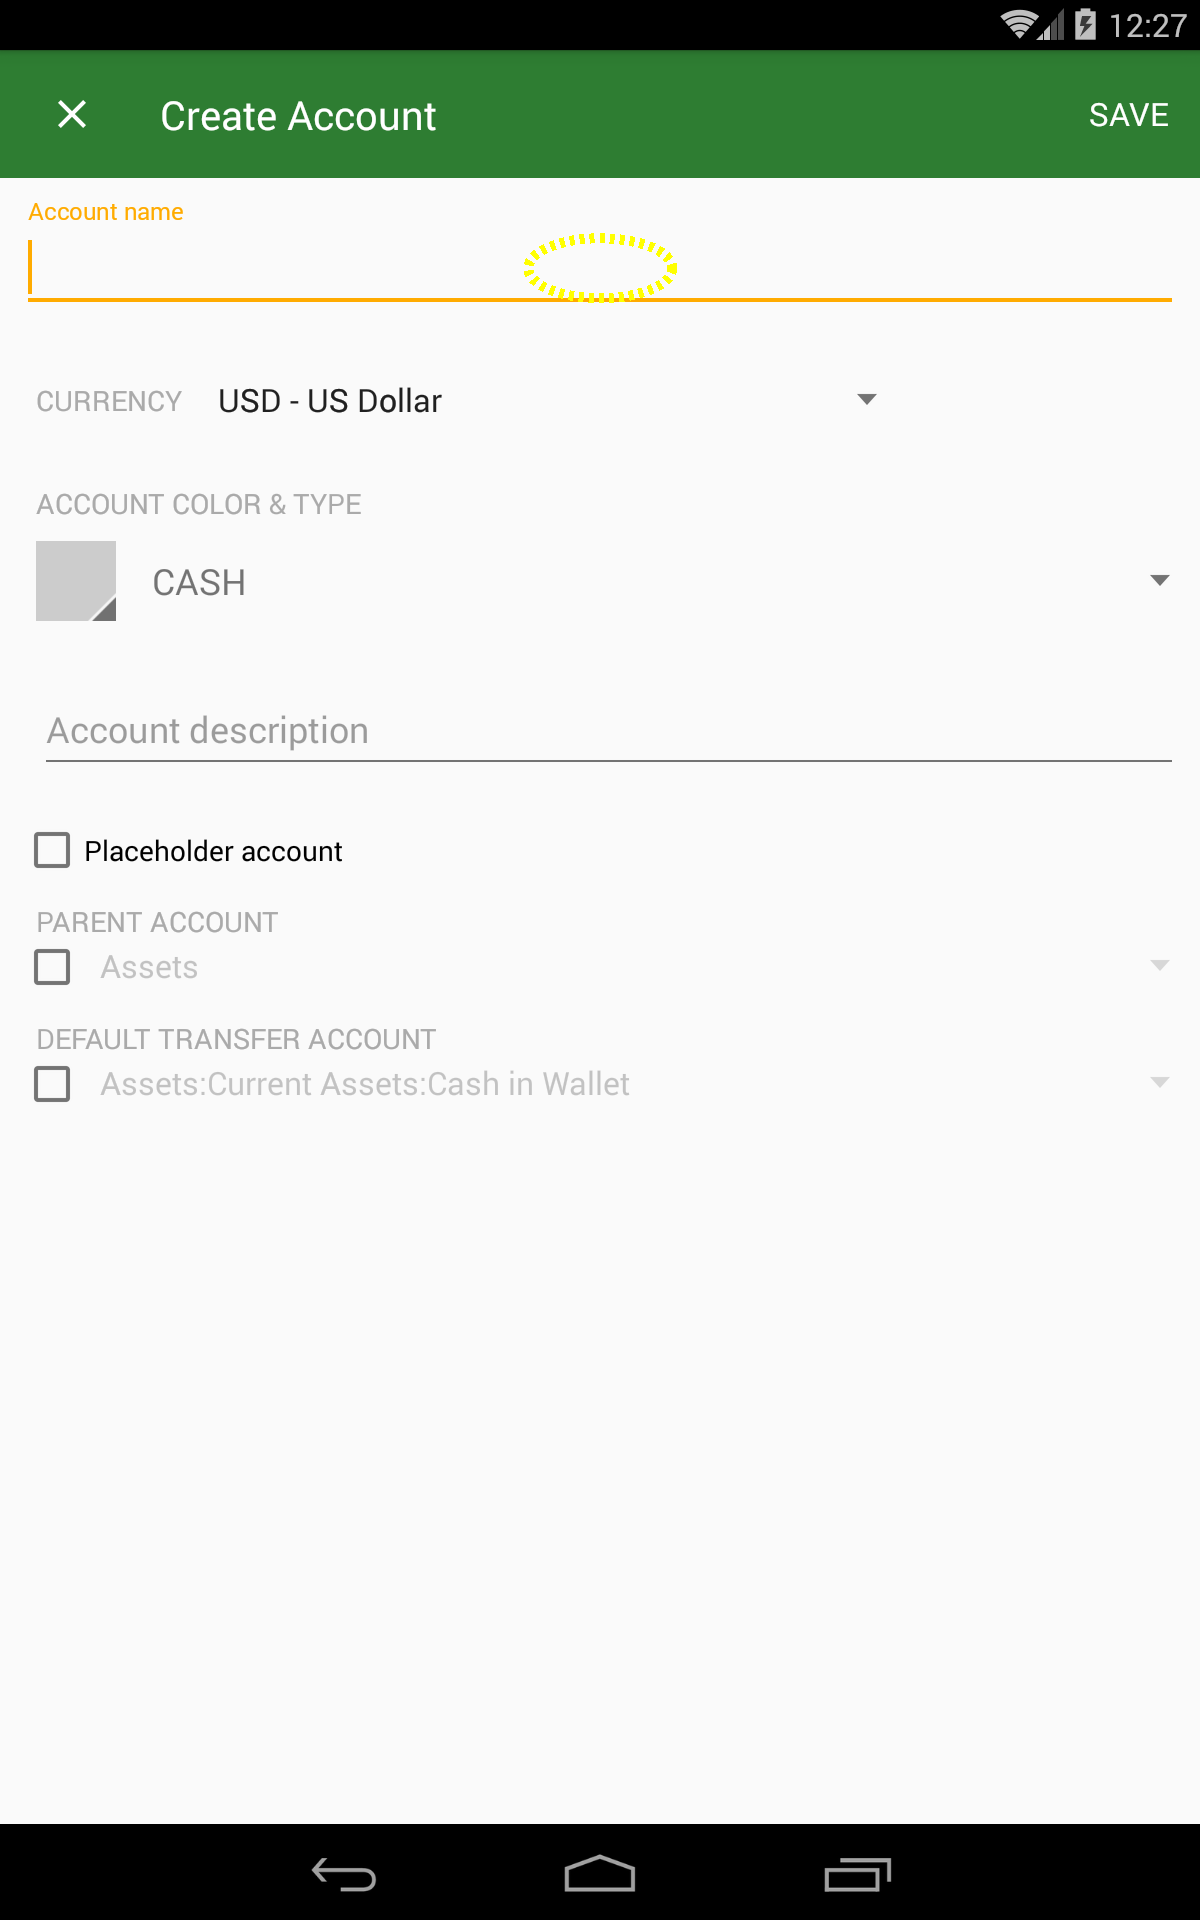 12:27
Create Account
SAVE
Account name
CURRENCY USD - US Dollar
ACCOUNT COLOR & TYPE
CASH
Account description
Placeholder account
PARENT ACCOUNT
Assets
DEFAULT TRANSFER ACCOUNT
Assets:Current Assets:Cash in Wallet